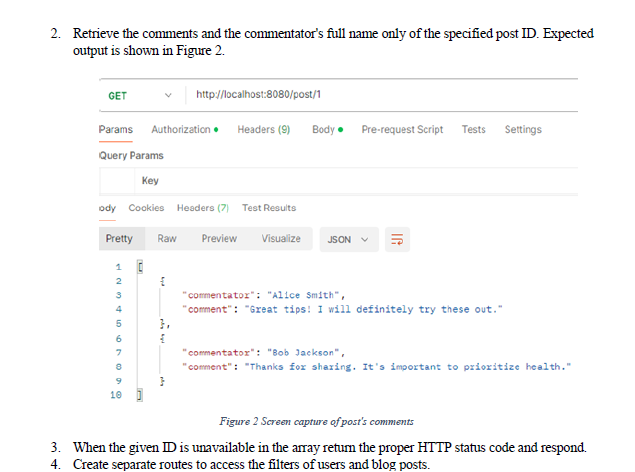 2. Retrieve the comments and the commentator's full name only of the specified post ID. Expected
output is shown in Figure 2.
GET http://localhost:8080/post/1
Params Authorization Headers (9) Body Pre-request Script Tests Settings
Query Params
Key
ody Cookies Headers (7) Test Results
Pretty Raw Preview Visualize JSON
1 [
2 {
3 "commentator": "Alice Smith",
4 "comment": "Great tips! I will definitely try these out."
5 },
6 {
7 "commentator": "Bob Jackson",
8 "comment": "Thanks for sharing. It's important to prioritize health."
9 }
10 ]
Figure 2 Screen capture of post's comments
3. When the given ID is unavailable in the array return the proper HTTP status code and respond.
4. Create separate routes to access the filters of users and blog posts.